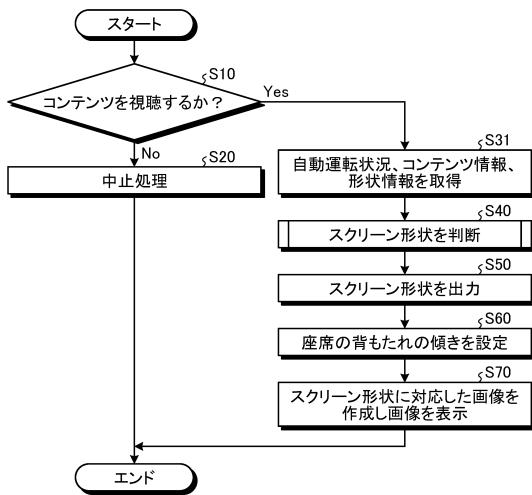 スタート
S10
コンテンツを視聴するか?
Yes
No
S20
中止処理
S31
自動運転状況、コンテンツ情報、
形状情報を取得
S40
スクリーン形状を判断
S50
スクリーン形状を出力
S60
座席の背もたれの傾きを設定
S70
スクリーン形状に対応した画像を
作成し画像を表示
エンド